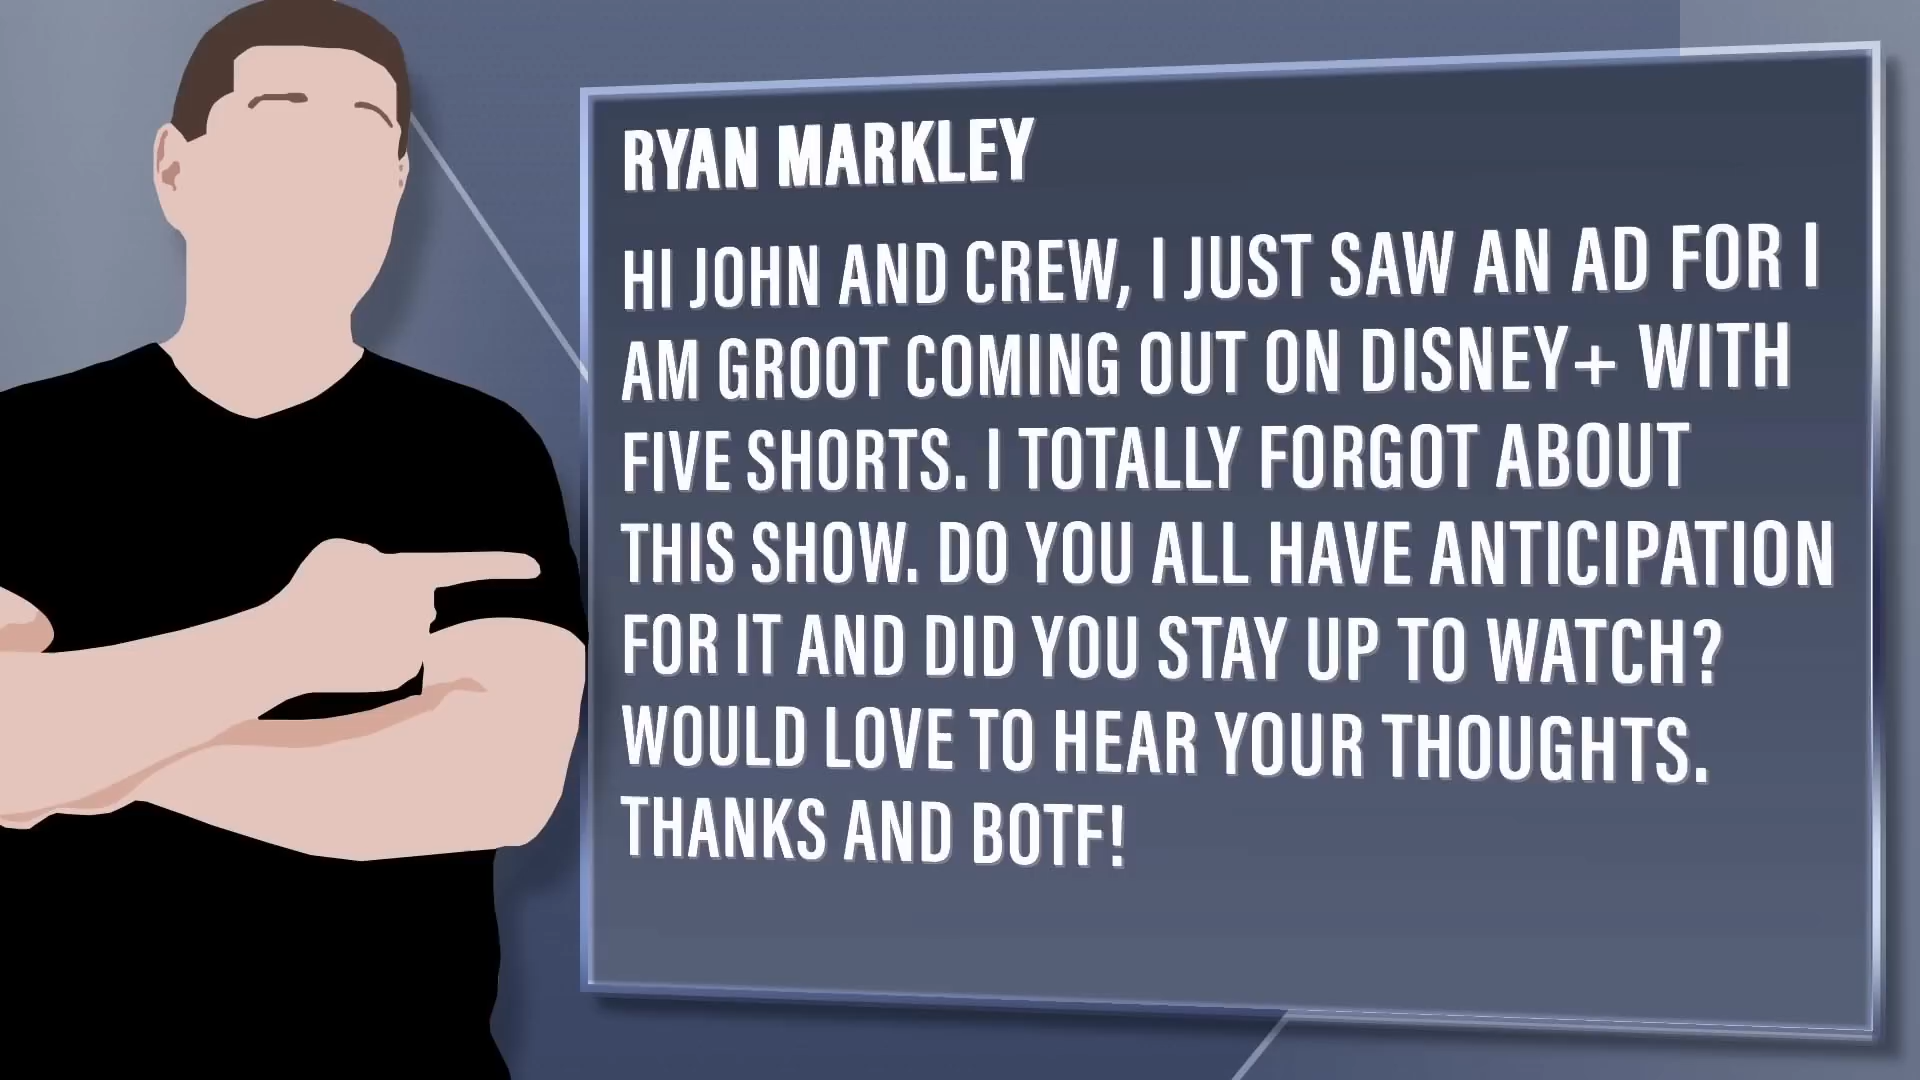 RYAN MARKLEY
HI JOHN AND CREW, I JUST SAW AN AD FOR I
AM GROOT COMING OUT ON DISNEY+ WITH
FIVE SHORTS. I TOTALLY FORGOT ABOUT
THIS SHOW. DO YOU ALL HAVE ANTICIPATION
FOR IT AND DID YOU STAY UP TO WATCH?
WOULD LOVE TO HEAR YOUR THOUGHTS.
THANKS AND BOTF!